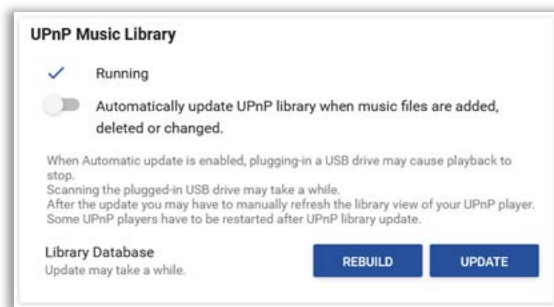 UPnP Music Library
Running
Automatically update UPnP library when music files are added,
deleted or changed.
When Automatic update is enabled, plugging-in a USB drive may cause playback to
stop.
Scanning the plugged-in USB drive may take a while.
After the update you may have to manually refresh the library view of your UPnP player.
Some UPnP players have to be restarted after UPnP library update.
Library Database
Update may take a while.
REBUILD
UPDATE